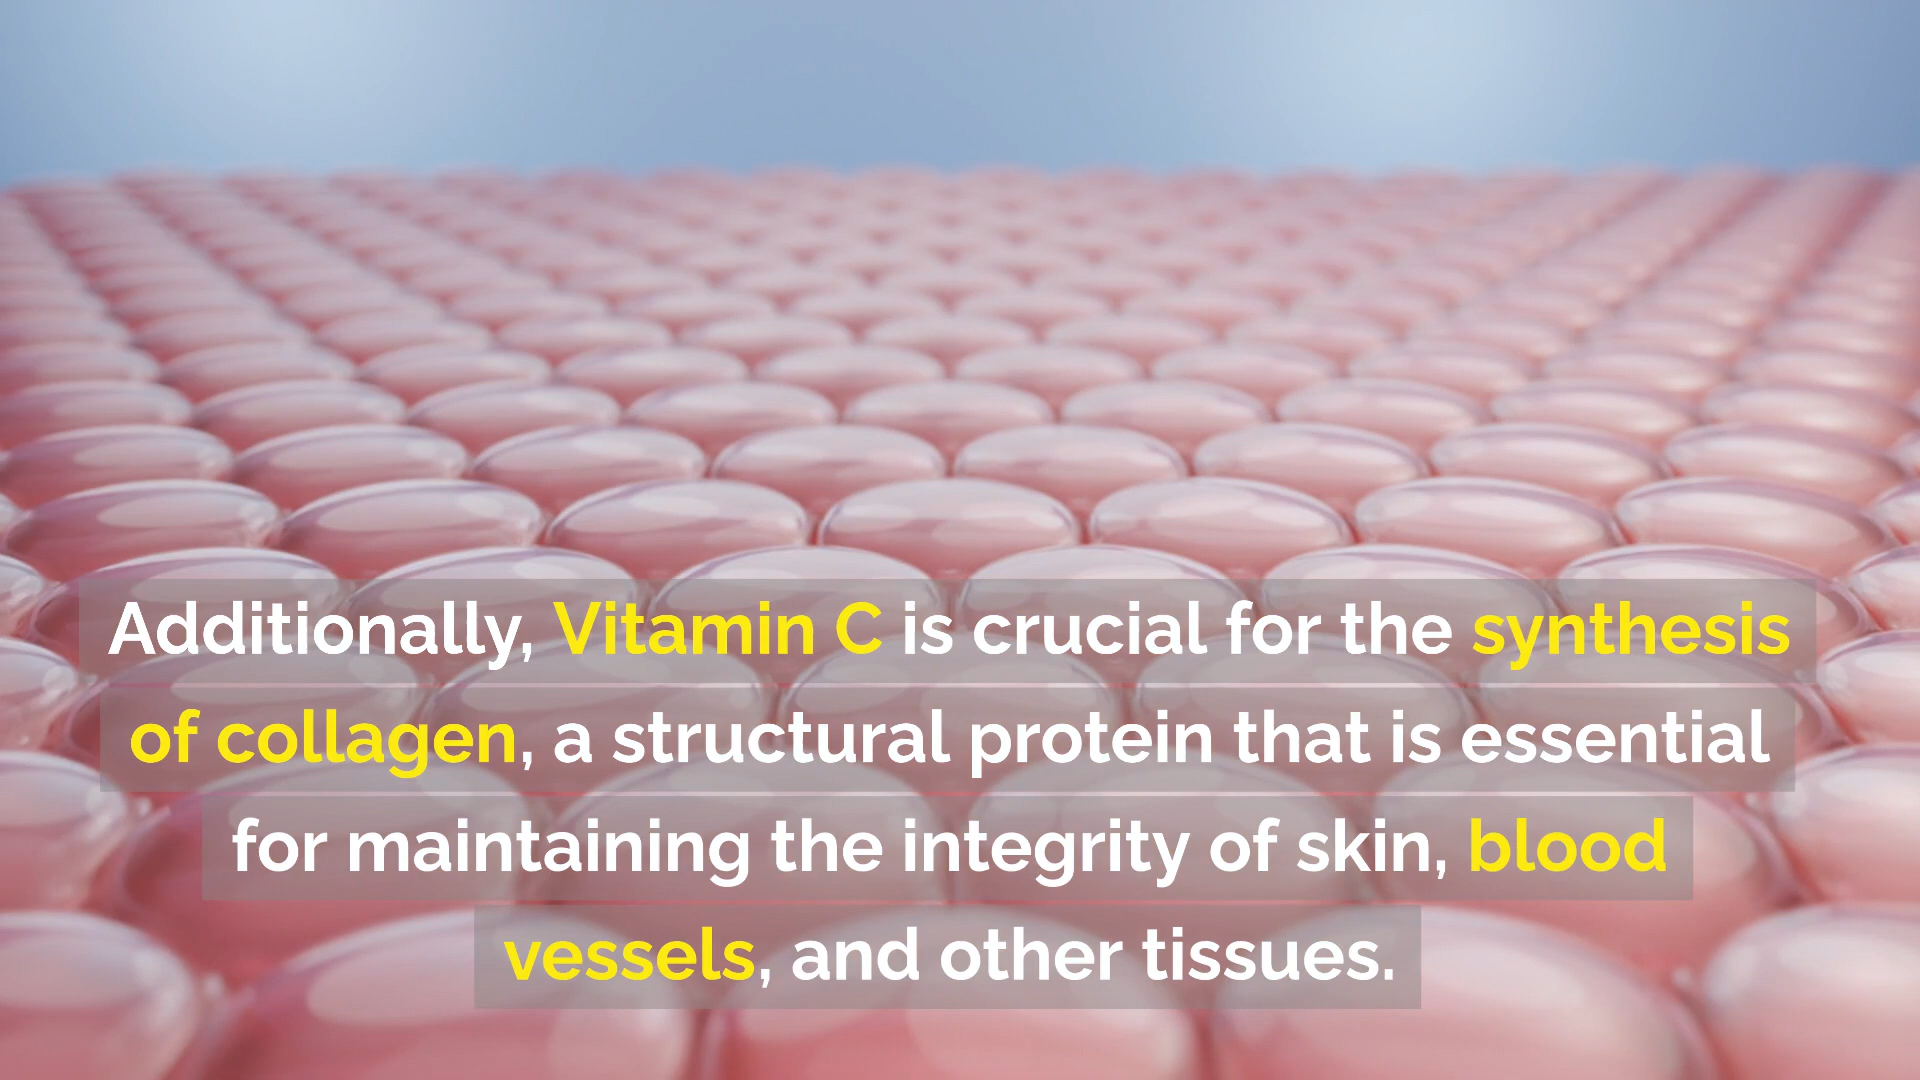 Additionally, Vitamin C is crucial for the synthesis
of collagen, a structural protein that is essential
for maintaining the integrity of skin, blood
vessels, and other tissues.